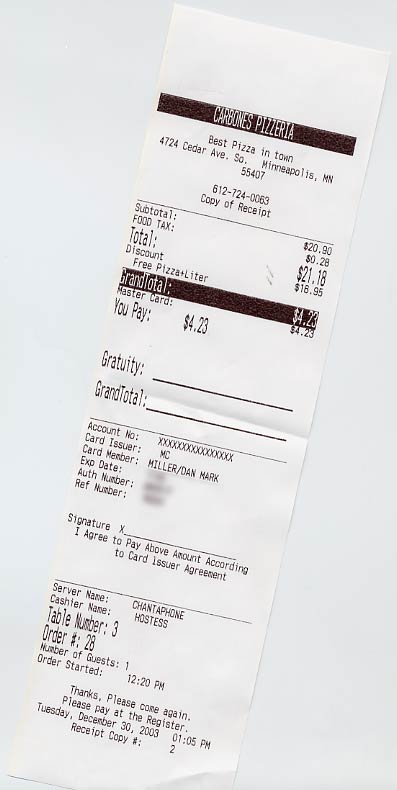 CARBONES PIZZERIA
Best Pizza in town
4724 Cedar Ave. So. Minneapolis, MN
55407
612-724-0063
Copy of Receipt
Subtotal: $20.90
FOOD TAX: $0.28
Total: $21.18
Discount
Free Pizza+Liter $16.95
GrandTotal: $4.23
Master Card: $4.23
You Pay: $4.23
Gratuity:
GrandTotal:
Account No: XXXXXXXXXXXXXXXX
Card Issuer: MC
Card Member: MILLER/DAN MARK
Exp Date:
Auth Number:
Ref Number:
Signature X
I Agree to Pay Above Amount According
to Card Issuer Agreement
Server Name: CHANTAPHONE
Cashier Name: HOSTESS
Table Number: 3
Order #: 28
Number of Guests: 1
Order Started: 12:20 PM
Thanks, Please come again.
Please pay at the Register.
Tuesday, December 30, 2003 01:05 PM
Receipt Copy #: 2